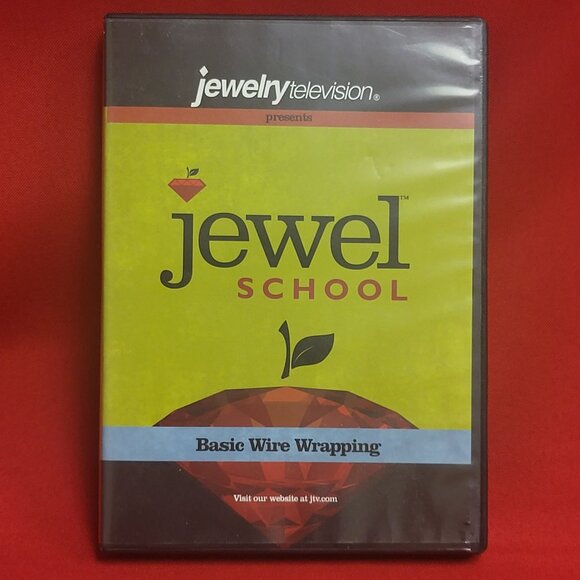 jewelrytelevision®
presents
jewel™
SCHOOL
Basic Wire Wrapping
Visit our website at jtv.com